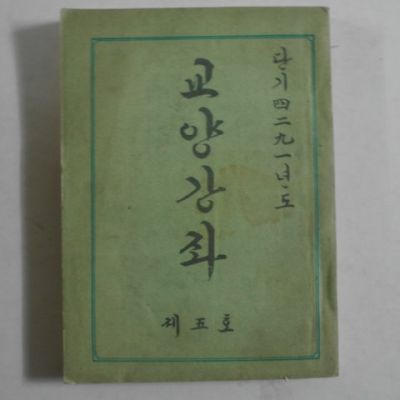 단기四二九一년도
교양강좌
제五호